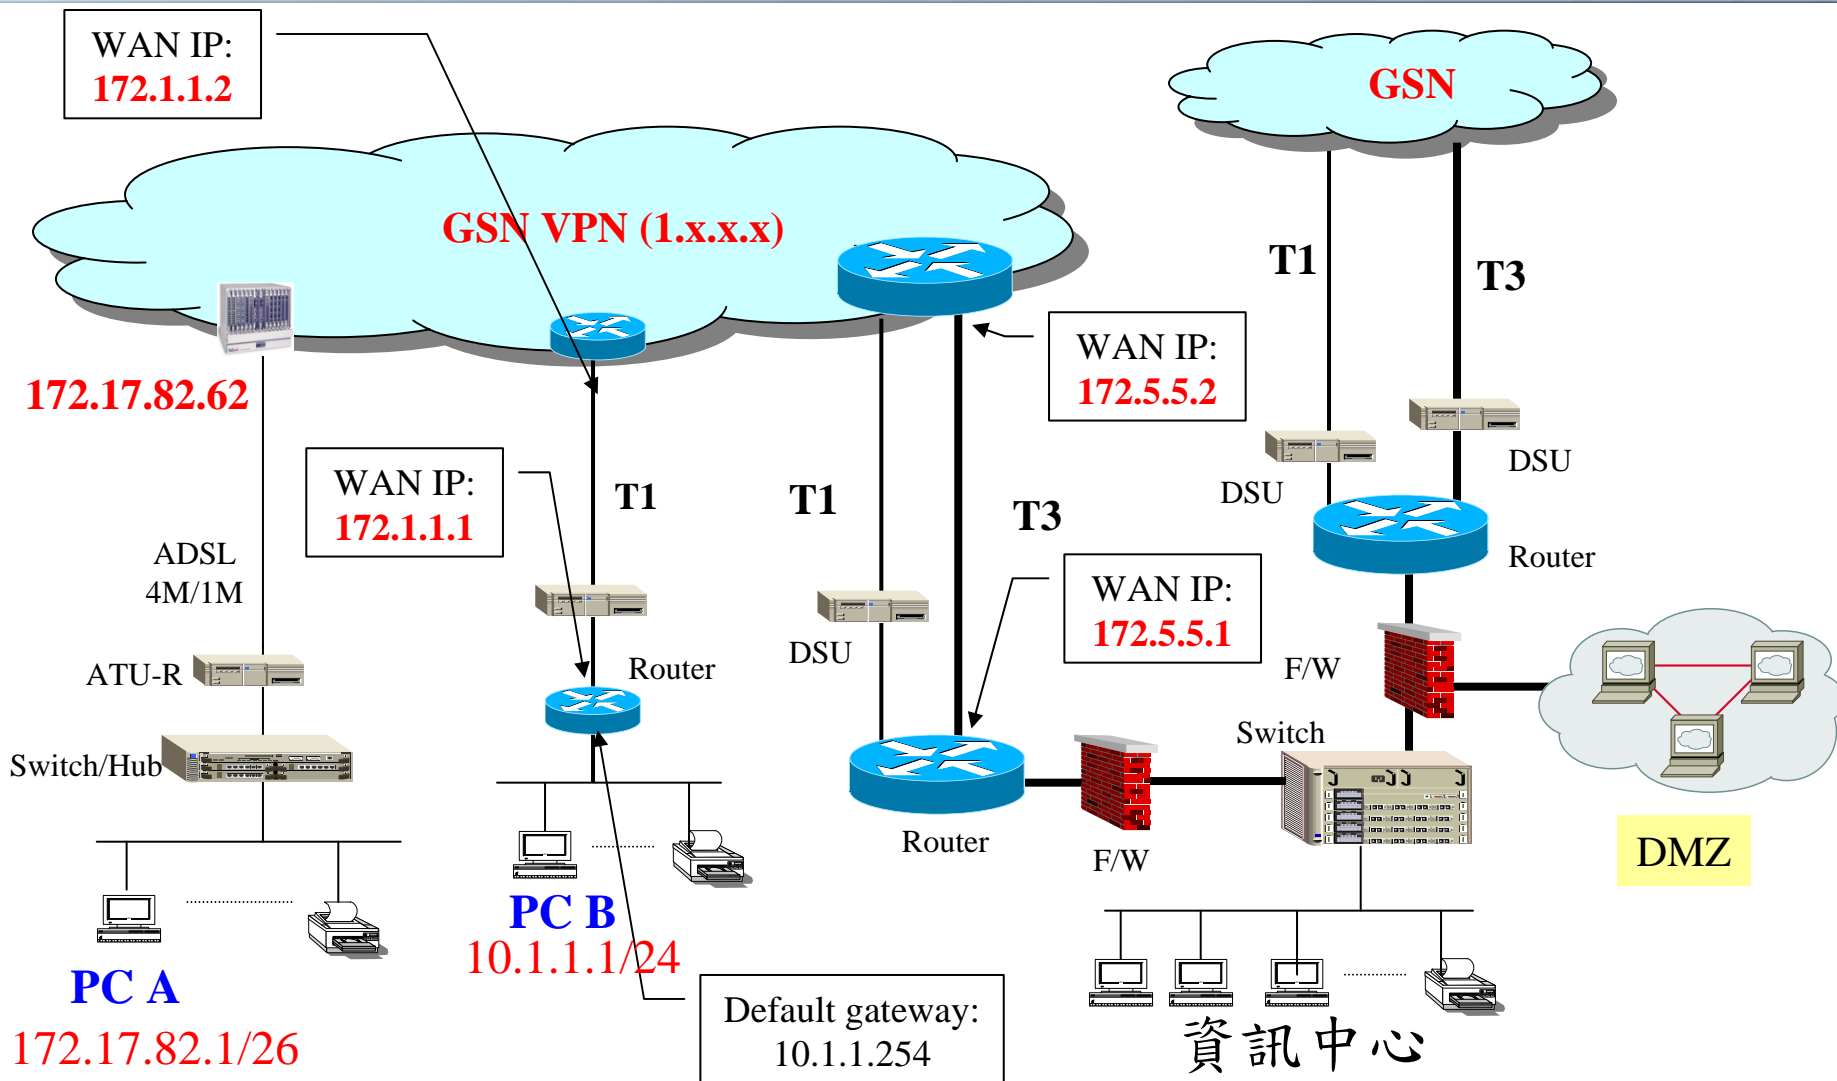 WAN IP:
172.1.1.2
GSN
GSN VPN (1.x.x.x)
T1
T3
WAN IP:
172.5.5.2
172.17.82.62
WAN IP:
172.1.1.1
T1
T1
T3
DSU
DSU
Router
ADSL
4M/1M
WAN IP:
172.5.5.1
ATU-R
Router
DSU
F/W
Switch/Hub
Switch
Router
F/W
DMZ
PC B
10.1.1.1/24
PC A
172.17.82.1/26
Default gateway:
10.1.1.254
資訊中心